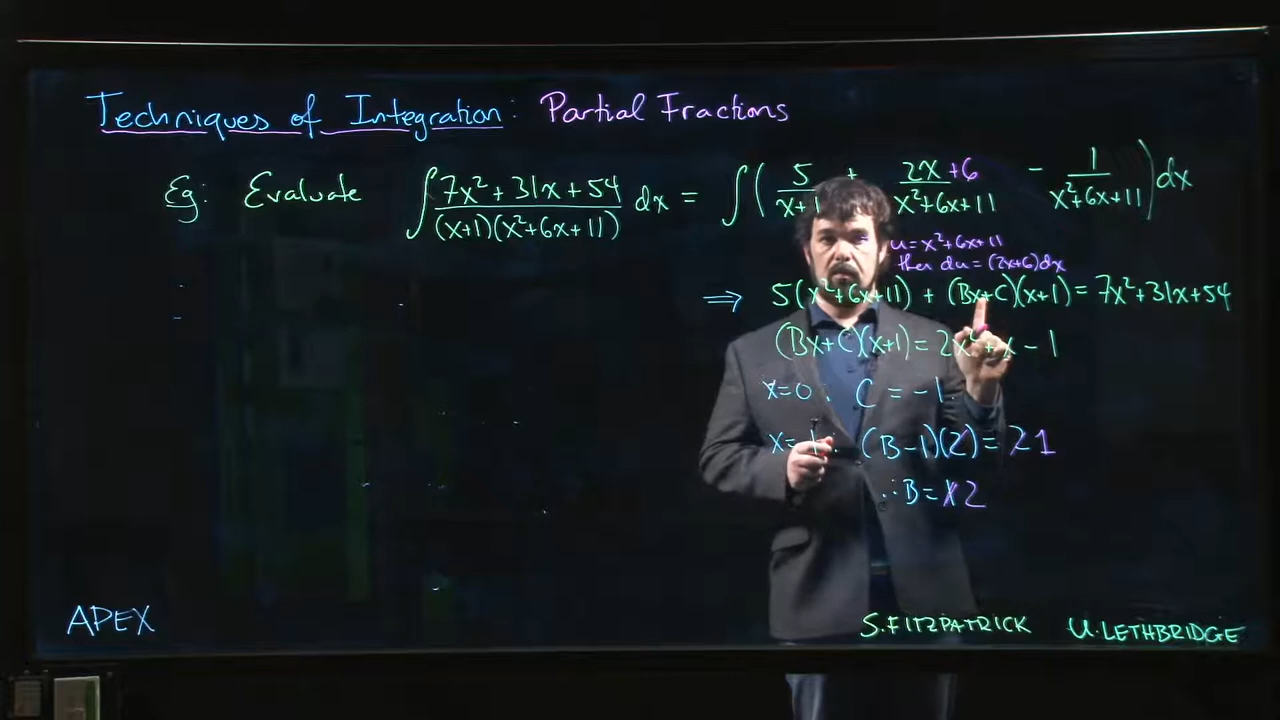 Techniques of Integration: Partial Fractions
Eg: Evaluate ∫ (7x²+31x+54)/((x+1)(x²+6x+11)) dx = ∫( 5/(x+1 + (2x+6)/(x²+6x+11) - 1/(x²+6x+11) ) dx
u = x²+6x+11
then du = (2x+6)dx
⇒ 5(x²+6x+11) + (Bx+C)(x+1) = 7x²+31x+54
(Bx+C)(x+1) = 2x²+x - 1
x=0: C = -1.
x=1: (B-1)(2) = 2
∴ B = 2
APEX
S.FITZPATRICK U.LETHBRIDGE